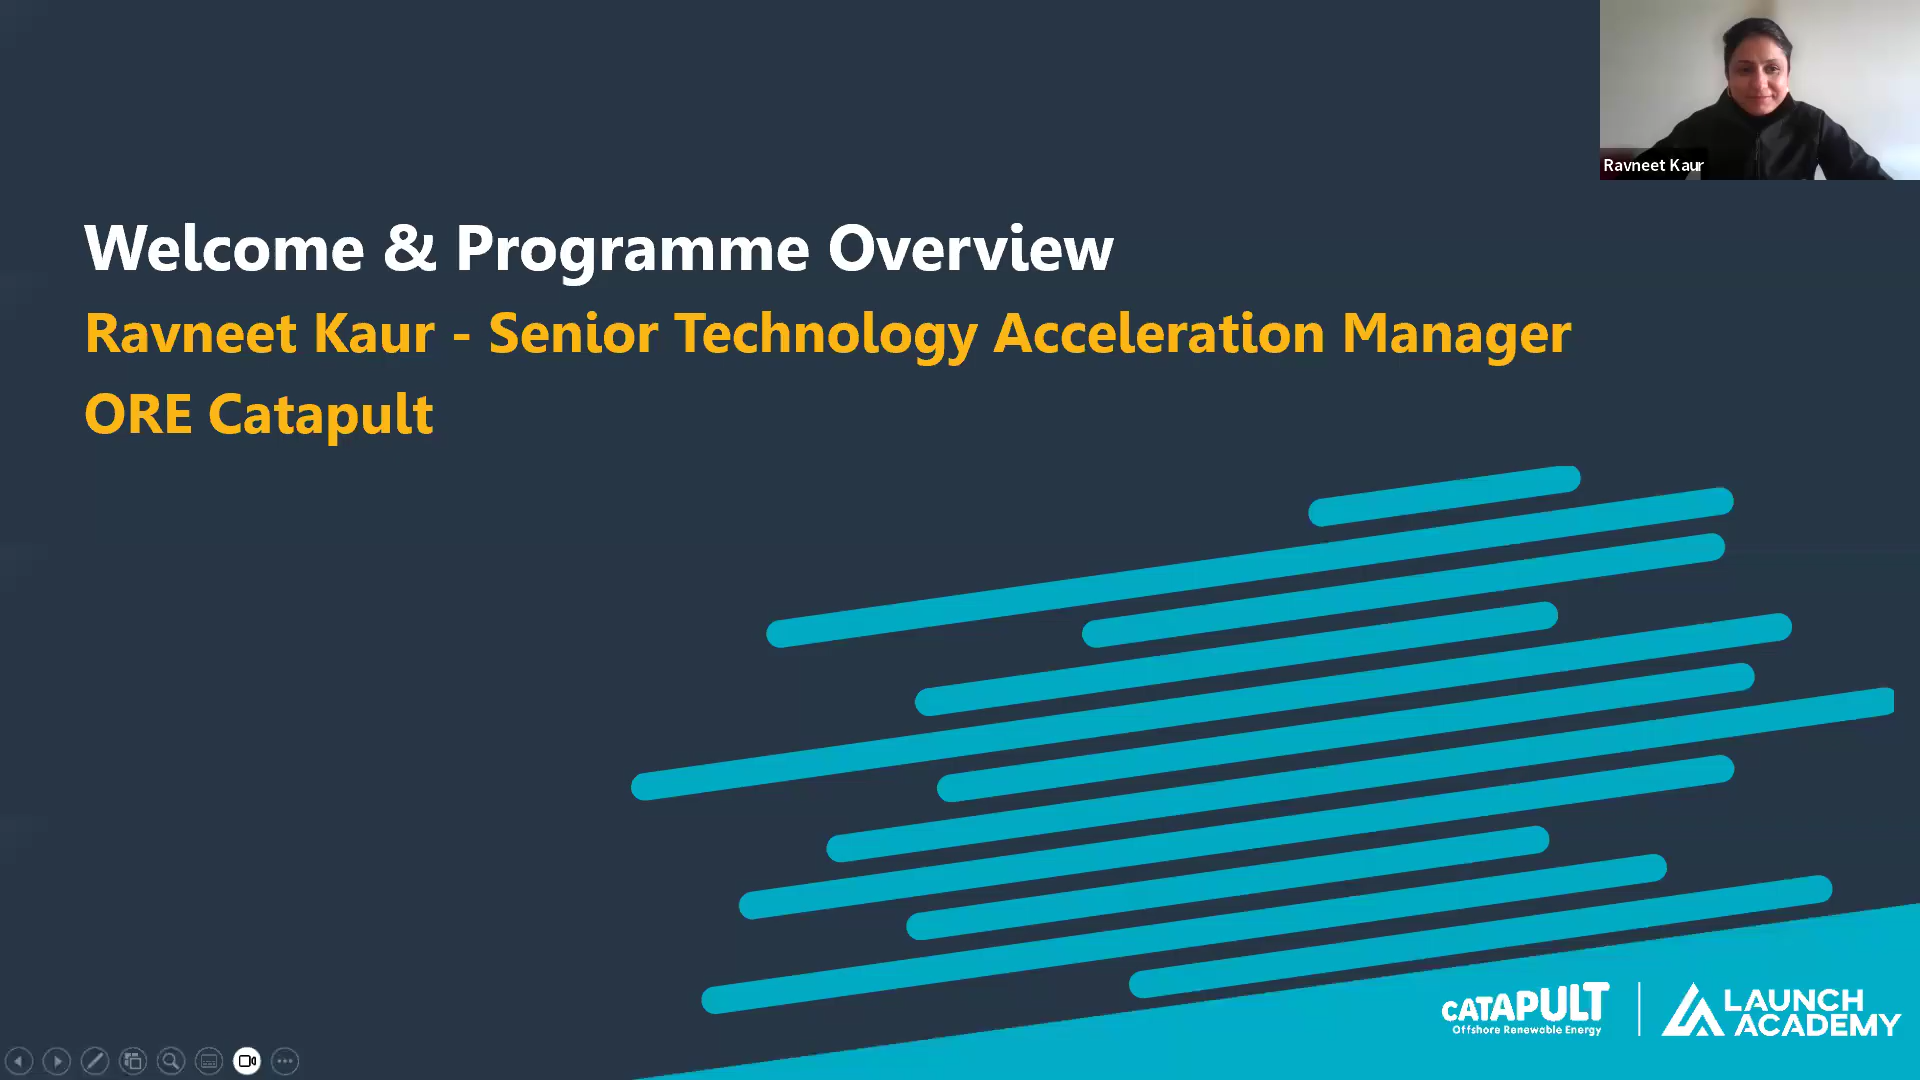 Ravneet Kaur
Welcome & Programme Overview
Ravneet Kaur - Senior Technology Acceleration Manager
ORE Catapult
CATAPULT
Offshore Renewable Energy
LAUNCH
ACADEMY